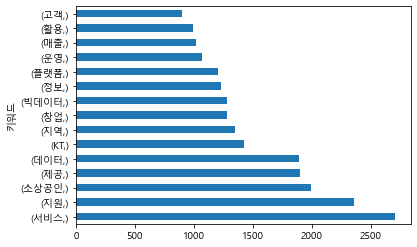 (고객,)
(활용,)
(매출,)
(운영,)
(플랫폼,)
(정보,)
(빅데이터,)
(창업,)
(지역,)
(KT,)
(데이터,)
(제공,)
(소상공인,)
(지원,)
(서비스,)
키워드
0 500 1000 1500 2000 2500